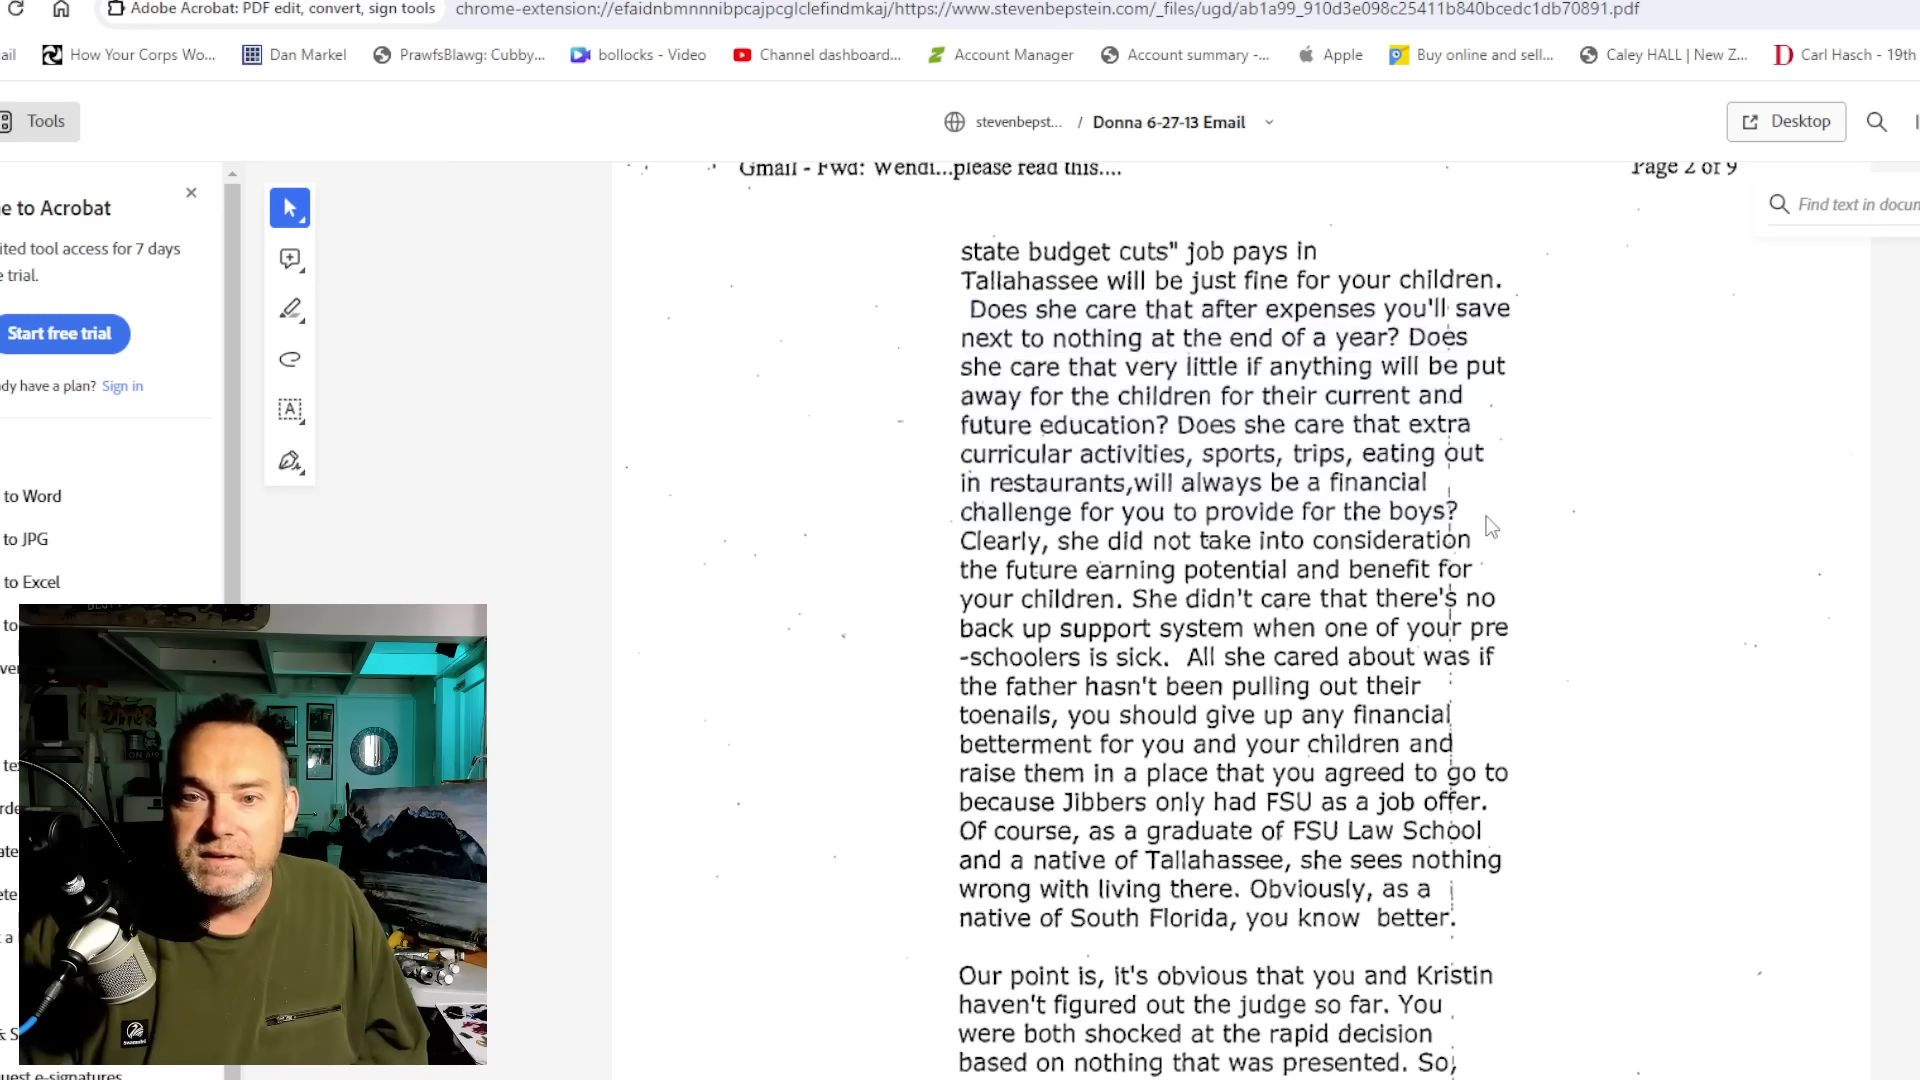 Adobe Acrobat: PDF edit, convert, sign tools
chrome-extension://efaidnbmnnnibpcajpcglclefindmkaj/https://www.stevenbepstein.com/_files/ugd/ab1a99_910d3e098c25411b840bcedc1db70891.pdf
ail
How Your Corps Wo...
Dan Markel
PrawfsBlawg: Cubby,...
bollocks - Video
Channel dashboard...
Account Manager
Account summary -...
Apple
Buy online and sell...
Caley HALL | New Z...
Carl Hasch - 19th
Tools
stevenbepst... / Donna 6-27-13 Email
Desktop
Find text in docum
e to Acrobat
ited tool access for 7 days
e trial.
Start free trial
dy have a plan? Sign in
to Word
to JPG
to Excel
Gmail - Fwd: Wendi...please read this....
Page 2 of 9
state budget cuts" job pays in
Tallahassee will be just fine for your children.
Does she care that after expenses you'll save
next to nothing at the end of a year? Does
she care that very little if anything will be put
away for the children for their current and
future education? Does she care that extra
curricular activities, sports, trips, eating out
in restaurants,will always be a financial
challenge for you to provide for the boys?
Clearly, she did not take into consideration
the future earning potential and benefit for
your children. She didn't care that there's no
back up support system when one of your pre
-schoolers is sick. All she cared about was if
the father hasn't been pulling out their
toenails, you should give up any financial
betterment for you and your children and
raise them in a place that you agreed to go to
because Jibbers only had FSU as a job offer.
Of course, as a graduate of FSU Law School
and a native of Tallahassee, she sees nothing
wrong with living there. Obviously, as a
native of South Florida, you know better.
Our point is, it's obvious that you and Kristin
haven't figured out the judge so far. You
were both shocked at the rapid decision
based on nothing that was presented. So,
ON AIR
quest e-signatures